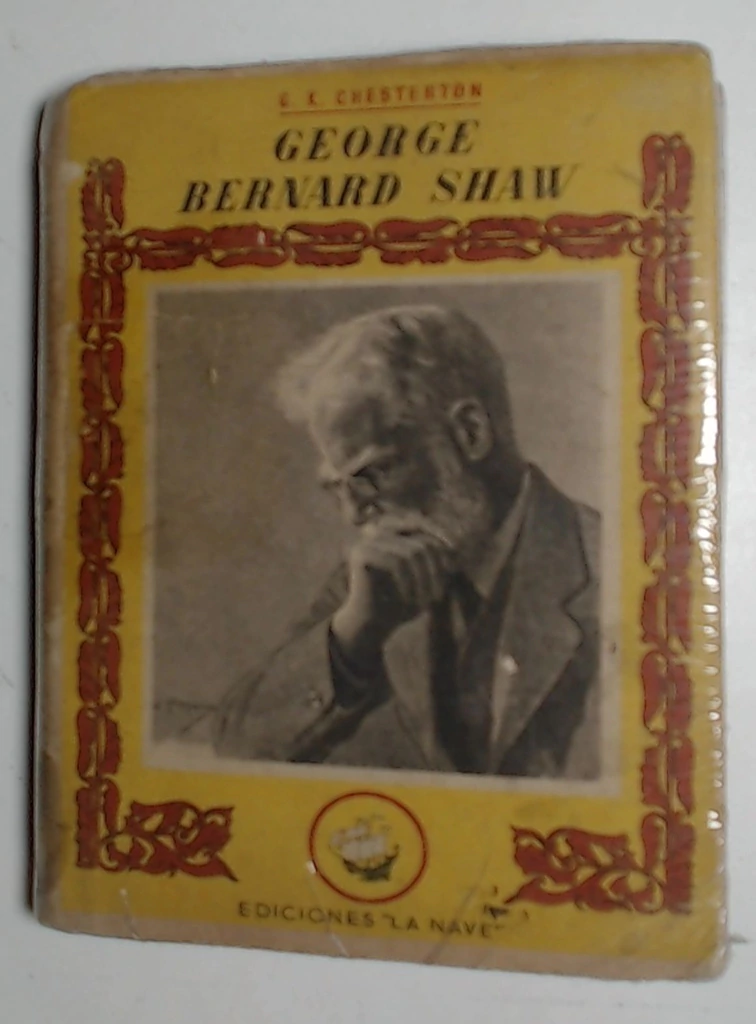 G. K. CHESTERTON
GEORGE
BERNARD SHAW
EDICIONES "LA NAVE"